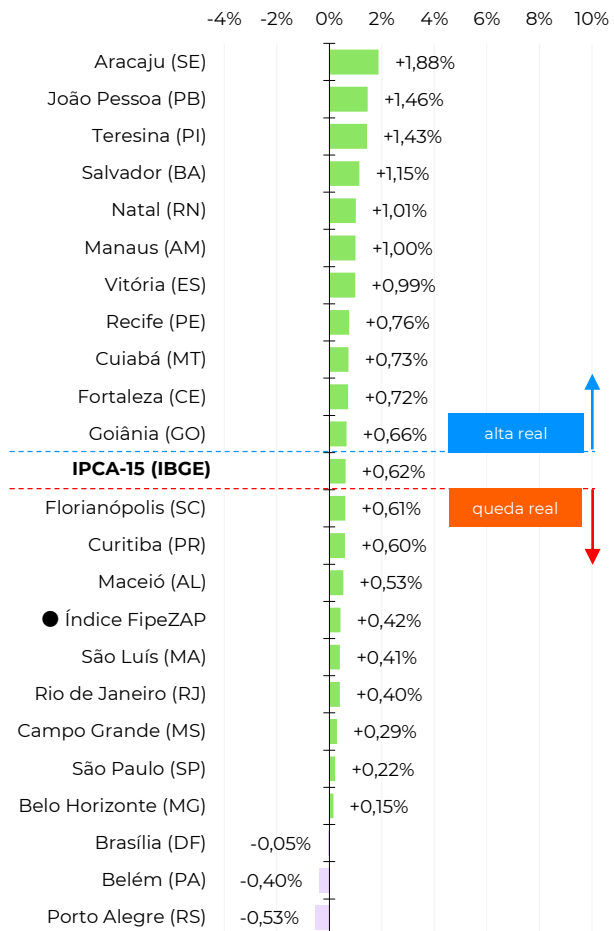 -4% -2% 0% 2% 4% 6% 8% 10%
Aracaju (SE) +1,88%
João Pessoa (PB) +1,46%
Teresina (PI) +1,43%
Salvador (BA) +1,15%
Natal (RN) +1,01%
Manaus (AM) +1,00%
Vitória (ES) +0,99%
Recife (PE) +0,76%
Cuiabá (MT) +0,73%
Fortaleza (CE) +0,72%
Goiânia (GO) +0,66% alta real
IPCA-15 (IBGE) +0,62%
Florianópolis (SC) +0,61% queda real
Curitiba (PR) +0,60%
Maceió (AL) +0,53%
● Índice FipeZAP +0,42%
São Luís (MA) +0,41%
Rio de Janeiro (RJ) +0,40%
Campo Grande (MS) +0,29%
São Paulo (SP) +0,22%
Belo Horizonte (MG) +0,15%
Brasília (DF) -0,05%
Belém (PA) -0,40%
Porto Alegre (RS) -0,53%